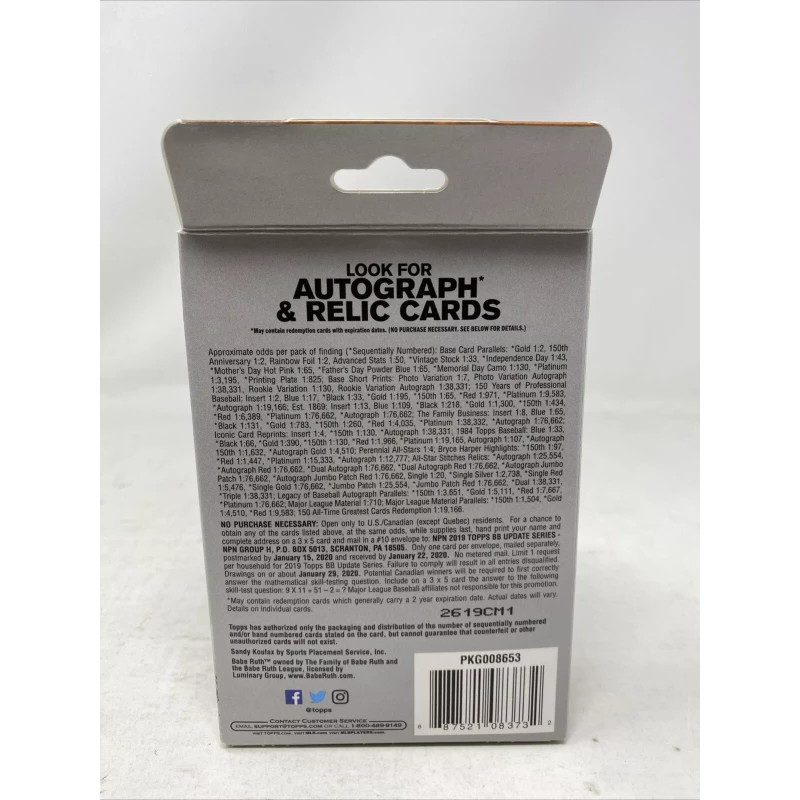 LOOK FOR
AUTOGRAPH*
& RELIC CARDS
*May contain redemption cards with expiration dates. (NO PURCHASE NECESSARY. SEE BELOW FOR DETAILS.)
Approximate odds per pack of finding (*Sequentially Numbered): Base Card Parallels: *Gold 1:2, 150th
Anniversary 1:2, Rainbow Foil 1:2, Advanced Stats 1:50, *Vintage Stock 1:33, *Independence Day 1:43,
*Mother's Day Hot Pink 1:65, *Father's Day Powder Blue 1:65, *Memorial Day Camo 1:130, *Platinum
1:3,195, *Printing Plate 1:825; Base Short Prints: Photo Variation 1:7, Photo Variation Autograph
1:38,331, Rookie Variation 1:130, Rookie Variation Autograph 1:38,331; 150 Years of Professional
Baseball: Insert 1:2, Blue 1:17, *Black 1:33, *Gold 1:195, *150th 1:65, *Red 1:971, *Platinum 1:9,583,
*Autograph 1:19,166; Est. 1869: Insert 1:13, Blue 1:109, *Black 1:218, *Gold 1:1,300, *150th 1:434,
*Red 1:6,389, *Platinum 1:76,662, *Autograph 1:76,662; The Family Business: Insert 1:8, Blue 1:65,
*Black 1:131, *Gold 1:783, *150th 1:260, *Red 1:4,035, *Platinum 1:38,332, *Autograph 1:76,662;
Iconic Card Reprints: Insert 1:4, *150th 1:130, *Autograph 1:38,331; 1984 Topps Baseball: Blue 1:33,
*Black 1:66, *Gold 1:390, *150th 1:130, *Red 1:1,966, *Platinum 1:19,165, Autograph 1:107, *Autograph
*150th 1:1,632, *Autograph Gold 1:4,510; Perennial All-Stars 1:4; Bryce Harper Highlights: *150th 1:97,
*Red 1:1,447, *Platinum 1:15,333, *Autograph 1:12,777; All-Star Stitches Relics: *Autograph 1:25,554,
*Autograph Red 1:76,662, *Dual Autograph 1:76,662, *Dual Autograph Red 1:76,662, *Autograph Jumbo
Patch 1:76,662, *Autograph Jumbo Patch Red 1:76,662, Single 1:20, *Single Silver 1:2,738, *Single Red
1:5,476, *Single Gold 1:76,662, *Jumbo Patch 1:25,554, *Jumbo Patch Red 1:76,662, *Dual 1:38,331,
*Triple 1:38,331; Legacy of Baseball Autograph Parallels: *150th 1:3,651, *Gold 1:5,111, *Red 1:7,667,
*Platinum 1:76,662; Major League Material 1:710; Major League Material Parallels: *150th 1:1,504, *Gold
1:4,510, *Red 1:9,583; 150 All-Time Greatest Cards Redemption 1:19,166.
NO PURCHASE NECESSARY: Open only to U.S./Canadian (except Quebec) residents. For a chance to
obtain any of the cards listed above, at the same odds, while supplies last, hand print your name and
complete address on a 3 x 5 card and mail in a #10 envelope to: NPN 2019 TOPPS BB UPDATE SERIES -
NPN GROUP H, P.O. BOX 5013, SCRANTON, PA 18505. Only one card per envelope, mailed separately,
postmarked by January 15, 2020 and received by January 22, 2020. No metered mail. Limit 1 request
per household for 2019 Topps BB Update Series. Failure to comply will result in all entries disqualified.
Drawings on or about January 29, 2020. Potential Canadian winners will be required to first correctly
answer the mathematical skill-testing question. Include on a 3 x 5 card the answer to the following
skill-test question: 9 X 11 + 51 – 2 = ? Major League Baseball affiliates not responsible for this promotion.
*May contain redemption cards which generally carry a 2 year expiration date. Actual dates will vary.
Details on individual cards.
2619CM1
Topps has authorized only the packaging and distribution of the number of sequentially numbered
and/or hand numbered cards stated on the card, but cannot guarantee that counterfeit or other
unauthorized cards will not exist.
Sandy Koufax by Sports Placement Service, Inc.
Babe Ruth™ owned by The Family of Babe Ruth and
the Babe Ruth League, licensed by
Luminary Group, www.BabeRuth.com.
PKG008653
@topps
CONTACT CUSTOMER SERVICE
EMAIL SUPPORT@TOPPS.COM OR CALL 1-800-489-9149
VISIT TOPPS.COM VISIT MLB.COM VISIT MLBPLAYERS.COM
8 87521 08373 2